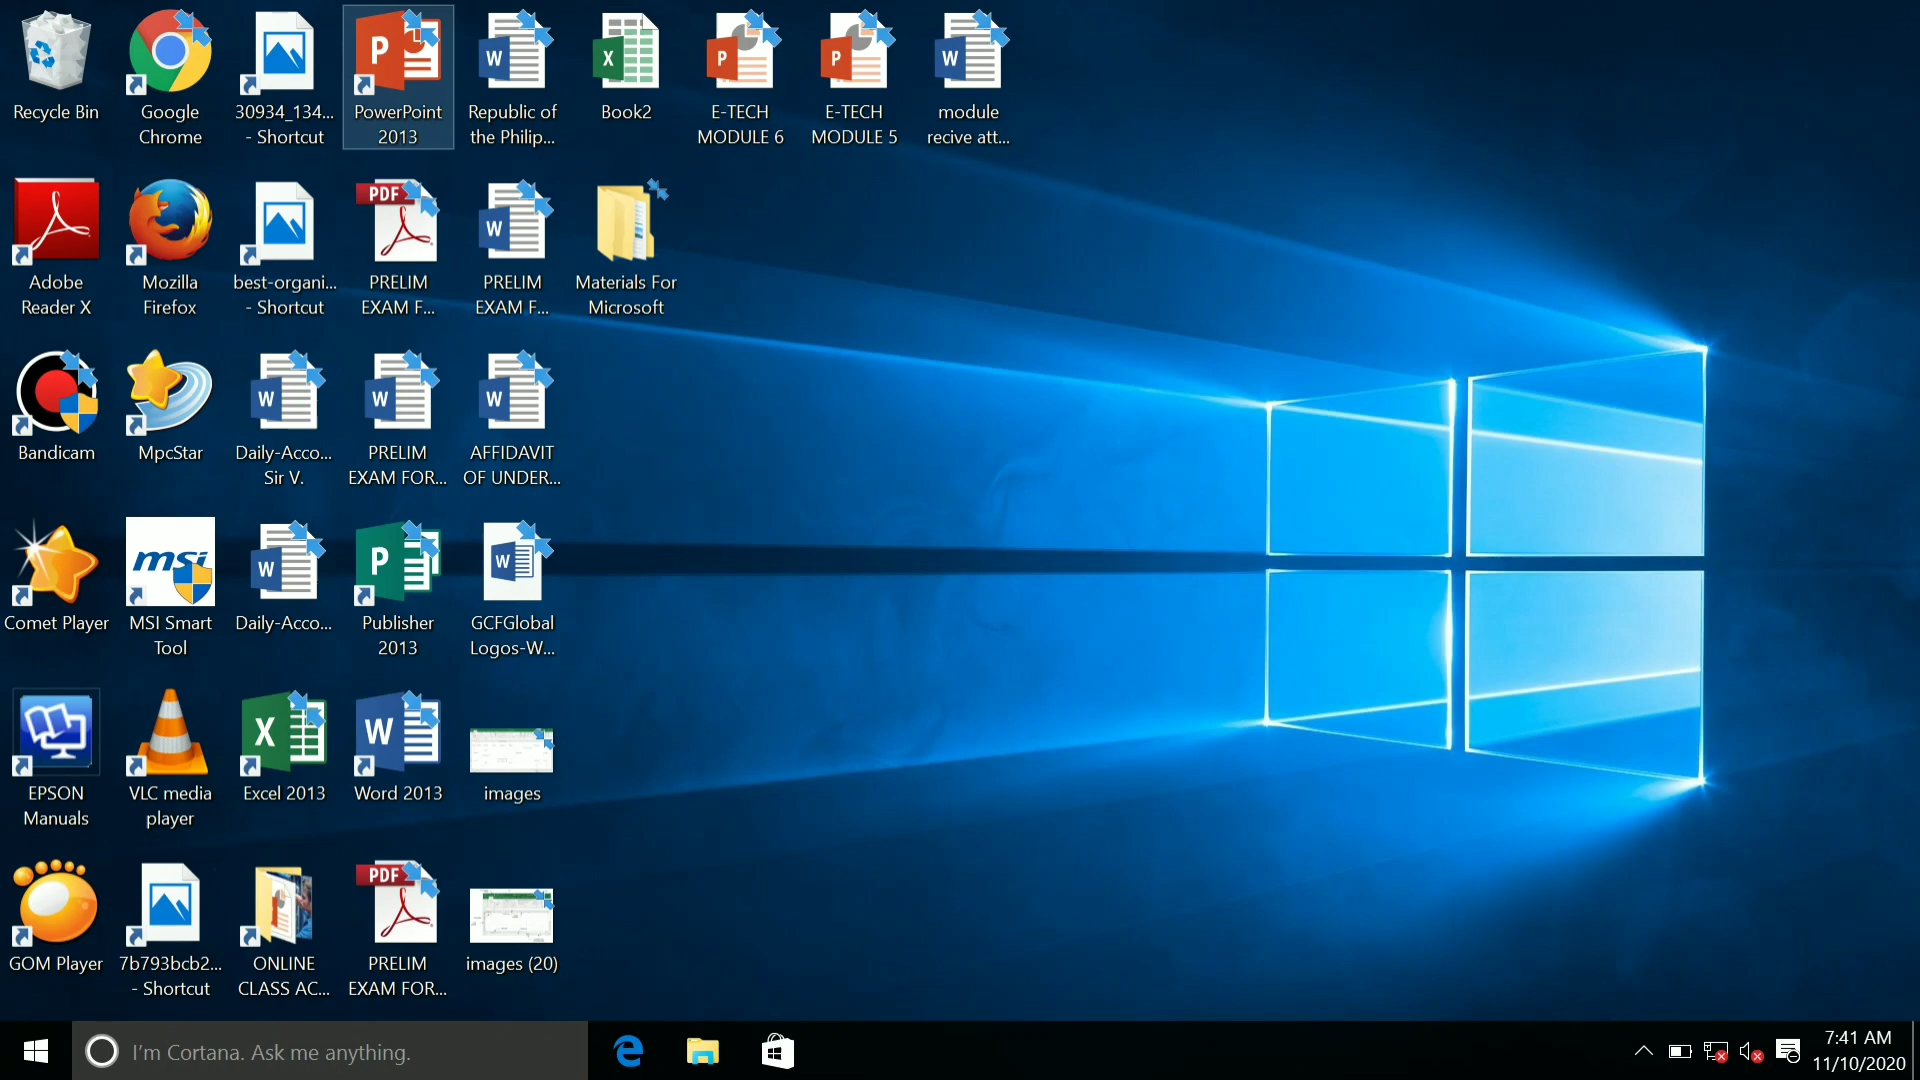 Recycle Bin
Google
Chrome
30934_134...
- Shortcut
PowerPoint
2013
Republic of
the Philip...
Book2
E-TECH
MODULE 6
E-TECH
MODULE 5
module
recive att...
Adobe
Reader X
Mozilla
Firefox
best-organi...
- Shortcut
PDF
PRELIM
EXAM F...
PRELIM
EXAM F...
Materials For
Microsoft
Bandicam
MpcStar
Daily-Acco...
Sir V.
PRELIM
EXAM FOR...
AFFIDAVIT
OF UNDER...
Comet Player
msi
MSI Smart
Tool
Daily-Acco...
Publisher
2013
GCFGlobal
Logos-W...
EPSON
Manuals
VLC media
player
Excel 2013
Word 2013
images
GOM Player
7b793bcb2...
- Shortcut
ONLINE
CLASS AC...
PDF
PRELIM
EXAM FOR...
images (20)
I'm Cortana. Ask me anything.
7:41 AM
11/10/2020